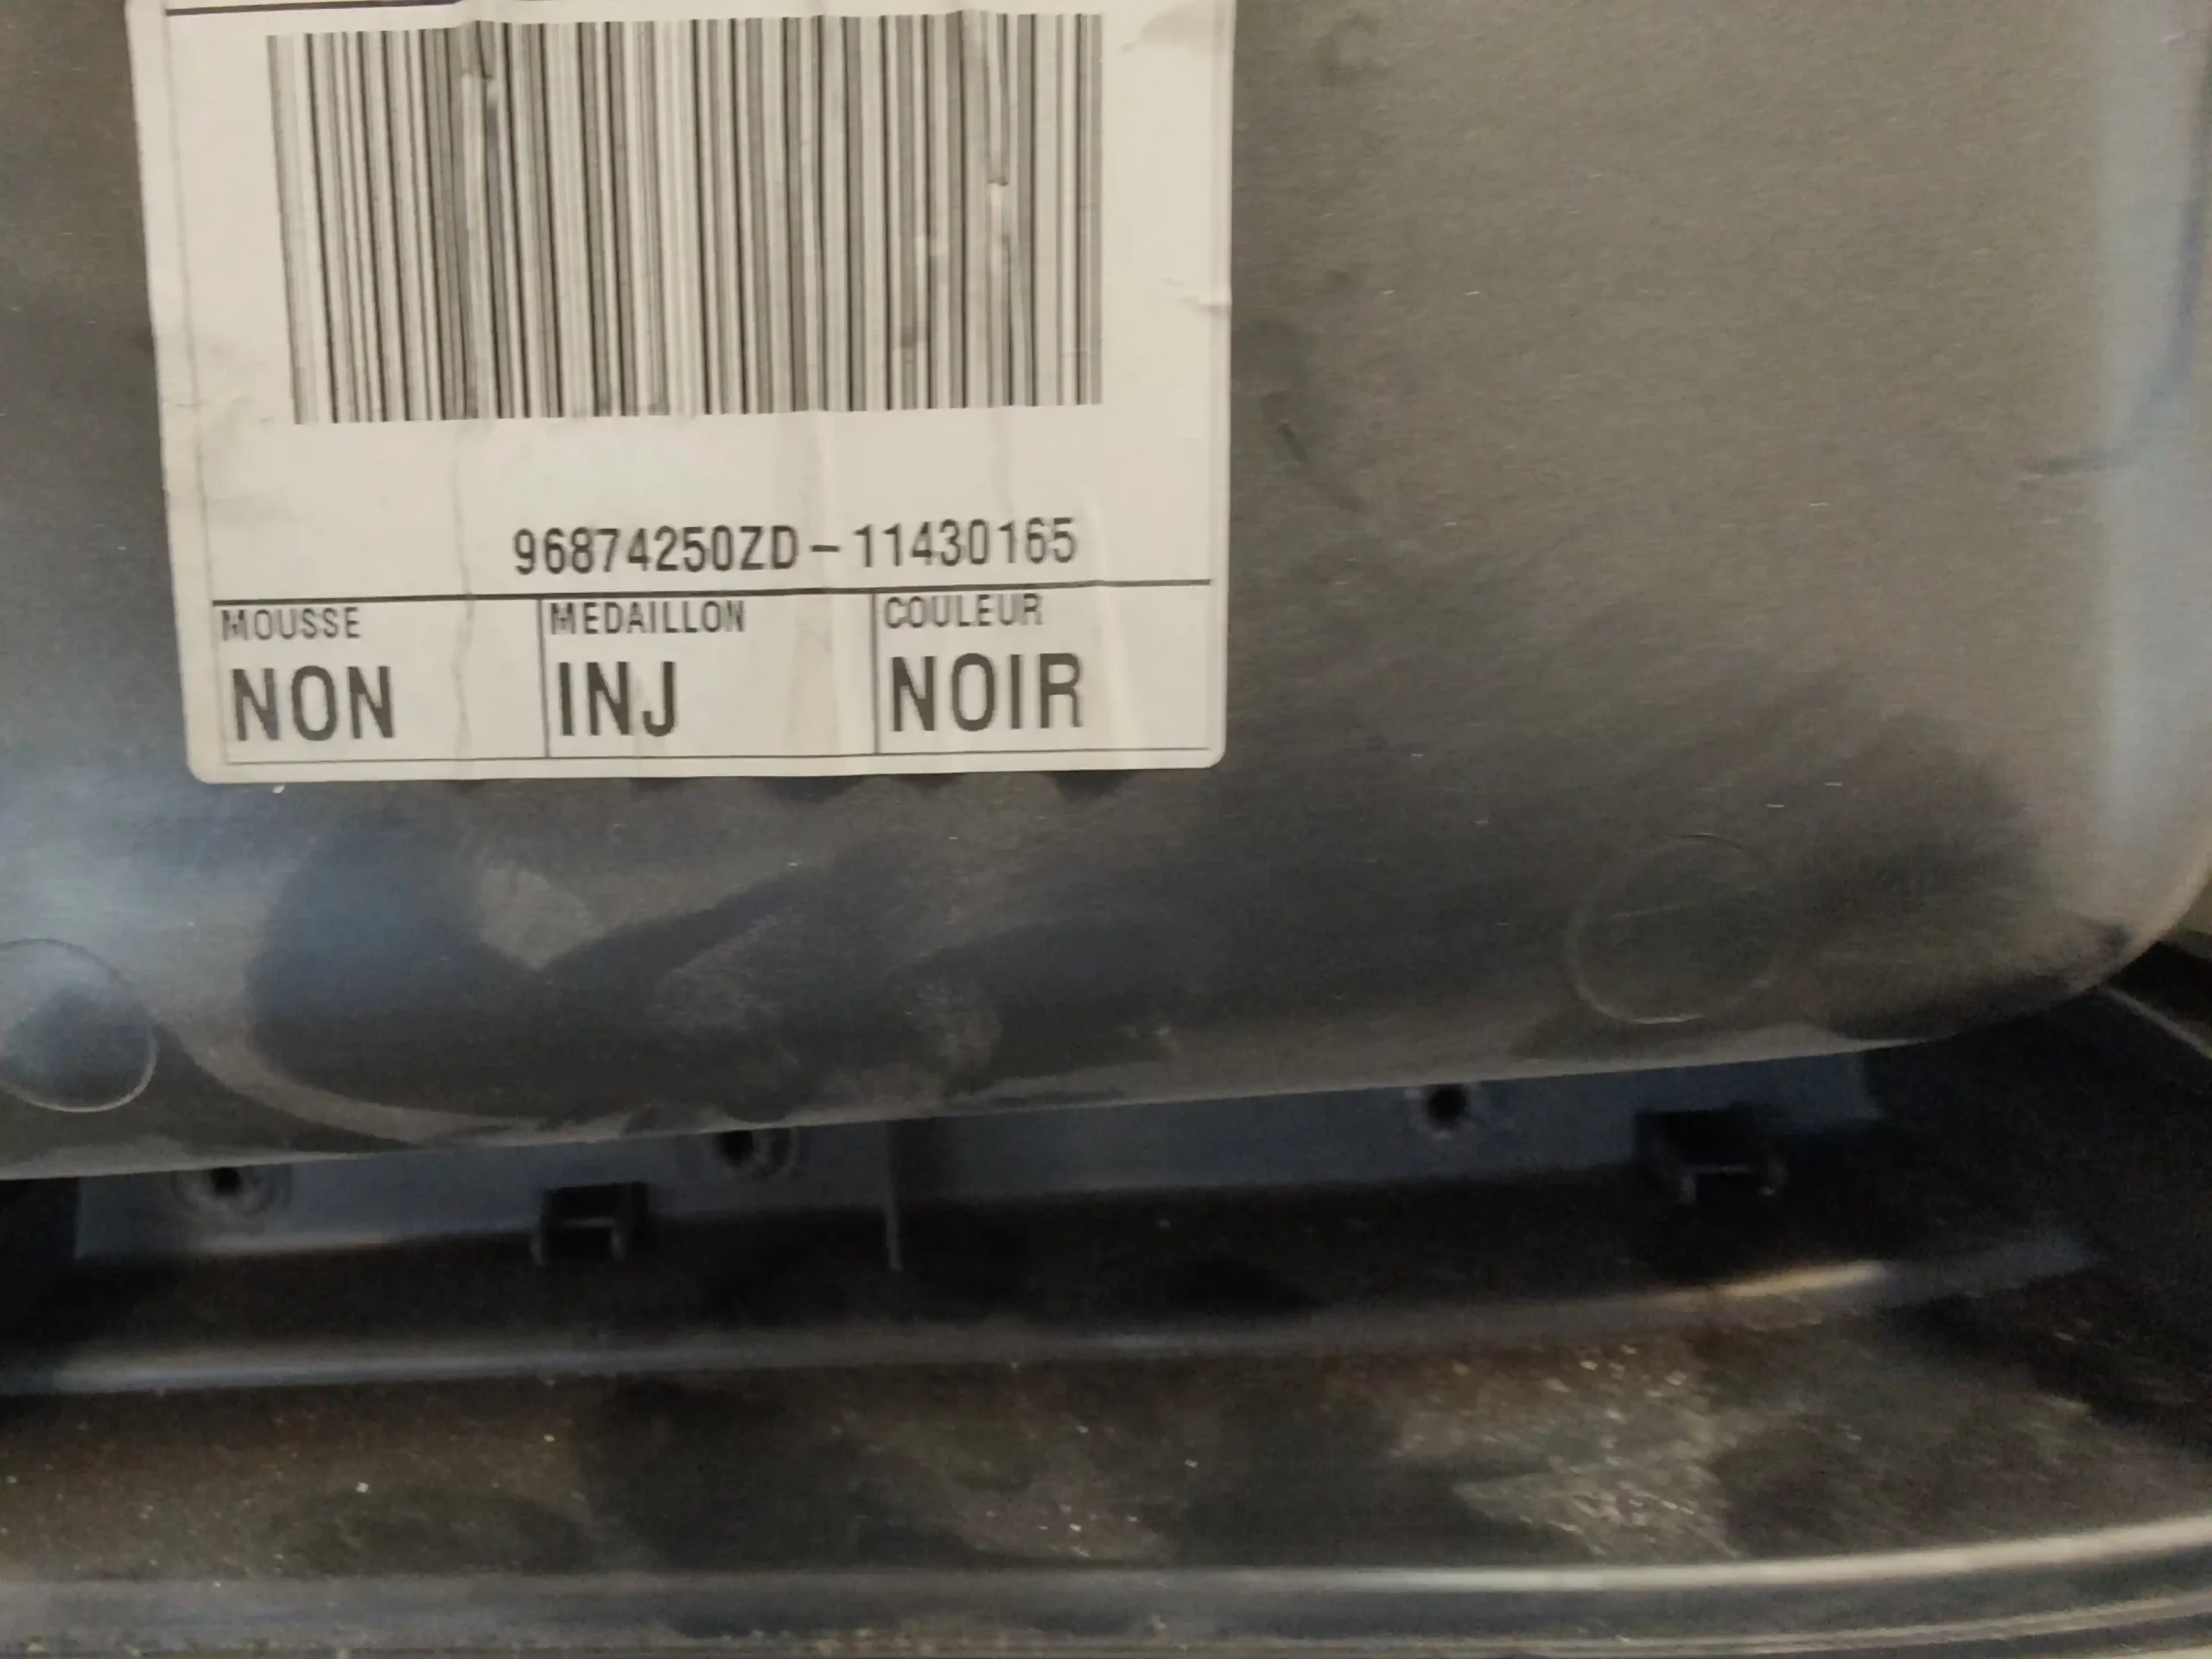 96874250ZD-11430165
MOUSSE MEDAILLON COULEUR
NON INJ NOIR